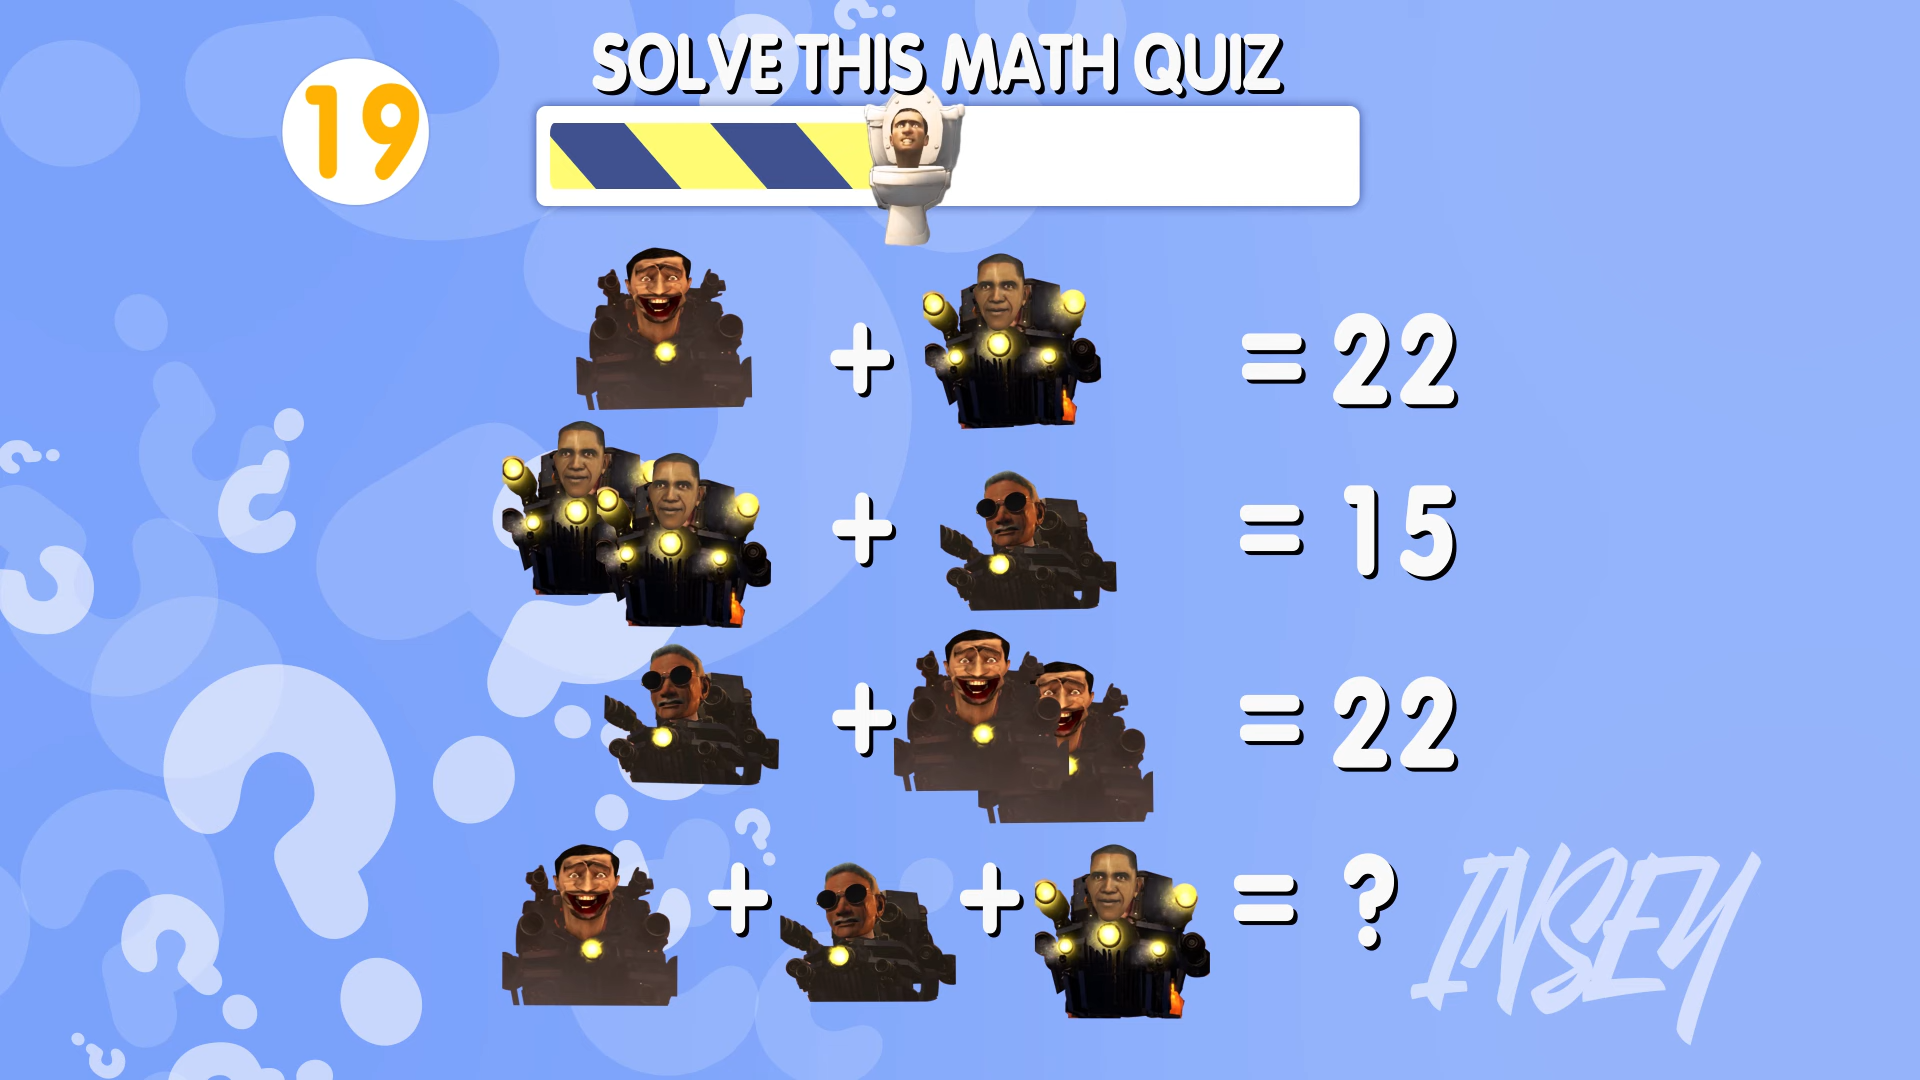 SOLVE THIS MATH QUIZ
19
+ = 22
+ = 15
+ = 22
+ + = ?
INSEY